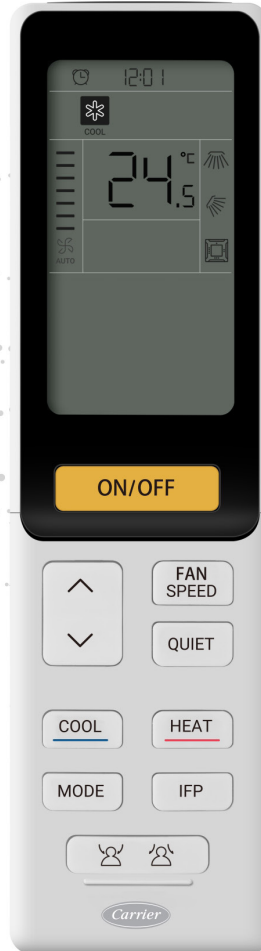 12:01
COOL
24.5 °C
AUTO
ON/OFF
FAN
SPEED
QUIET
COOL
HEAT
MODE
IFP
Carrier